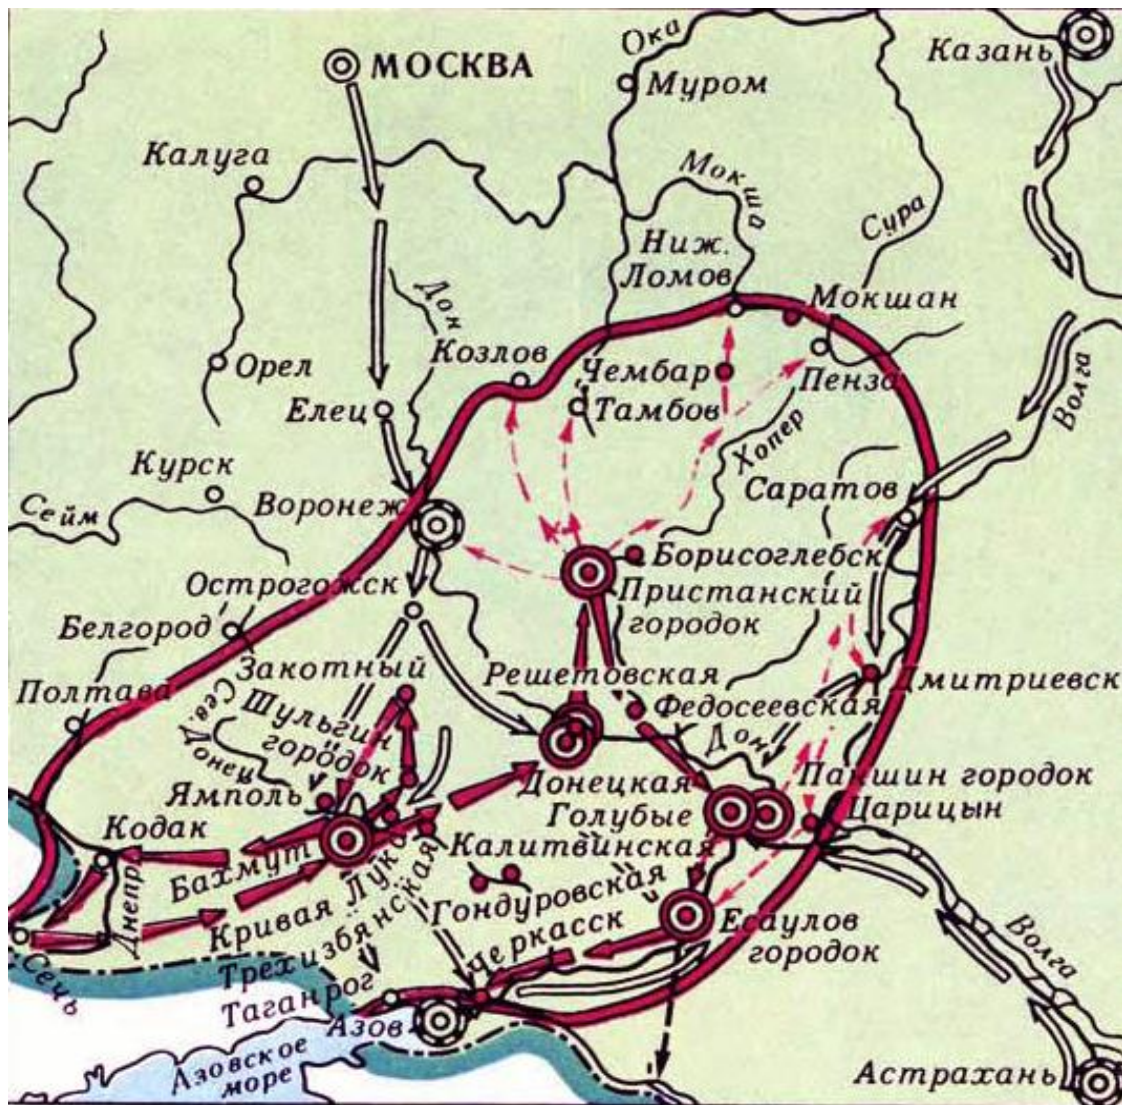 Ока
Казань
МОСКВА
Муром
Калуга
Мокша
Сура
Ниж.
Ломов
Дон
Мокшан
Козлов
Орел
Чембар
Пенза
Волга
Елец
Тамбов
Хопер
Курск
Сейм
Воронеж
Саратов
Борисоглебск
Острогожск
Пристанский
городок
Белгород
Закотный
Решетовская
Полтава
Сев. Донец
Шульгин
городок
Федосеевская
Дмитриевск
Дон
Ямполь
Донецкая
Паншин городок
Кодак
Голубые
Царицын
Бахмут
Днепр
Калитвинская
Кривая Лука
Гондуровская
Трехизбянская
Черкасск
Есаулов
городок
Волга
Сечь
Таганрог
Азов
Азовское
море
Астрахань